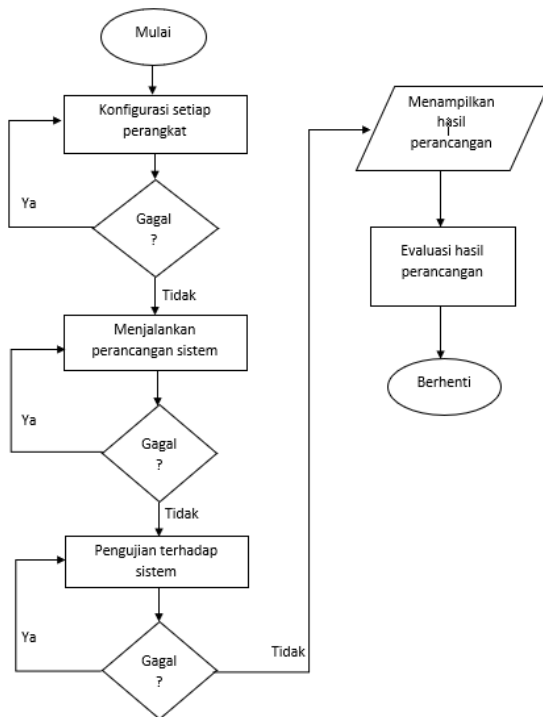 Mulai
Konfigurasi setiap
perangkat
Ya
Gagal
?
Tidak
Menjalankan
perancangan sistem
Ya
Gagal
?
Tidak
Pengujian terhadap
sistem
Ya
Gagal
?
Tidak
Menampilkan
hasil
perancangan
Evaluasi hasil
perancangan
Berhenti